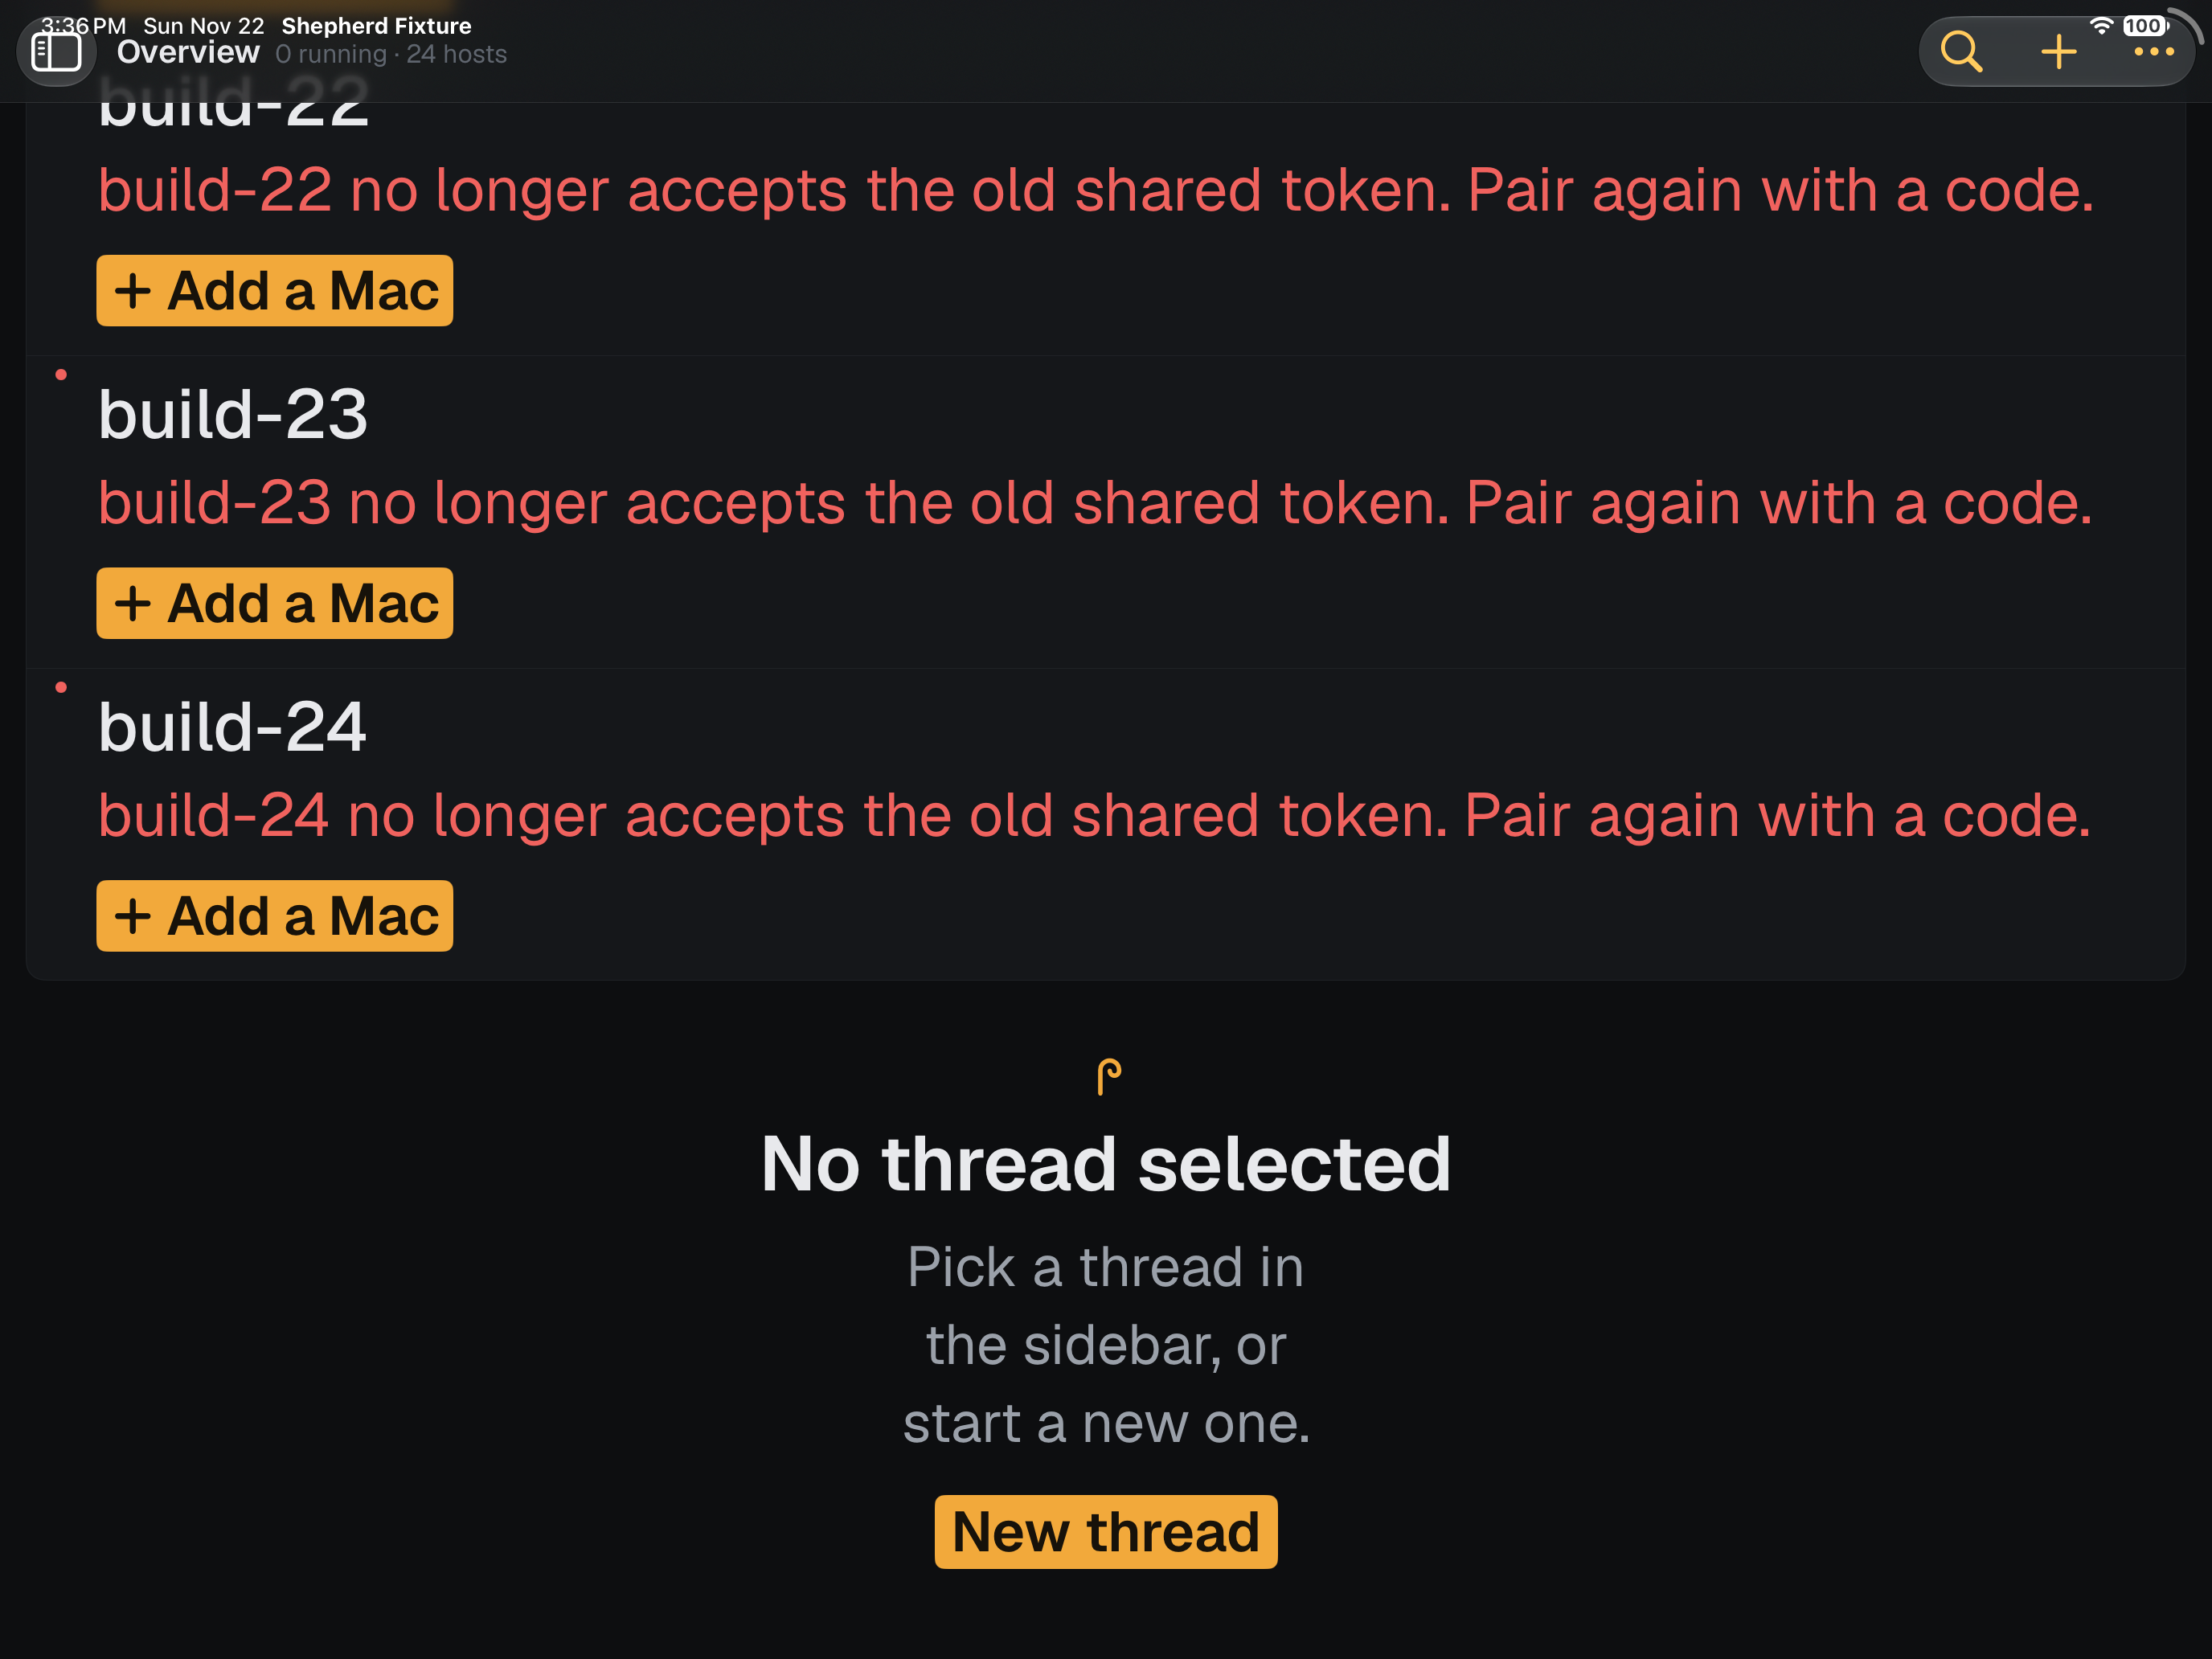 3:36 PM Sun Nov 22 Shepherd Fixture
100
Overview 0 running · 24 hosts
build-22
build-22 no longer accepts the old shared token. Pair again with a code.
+ Add a Mac
build-23
build-23 no longer accepts the old shared token. Pair again with a code.
+ Add a Mac
build-24
build-24 no longer accepts the old shared token. Pair again with a code.
+ Add a Mac
No thread selected
Pick a thread in
the sidebar, or
start a new one.
New thread